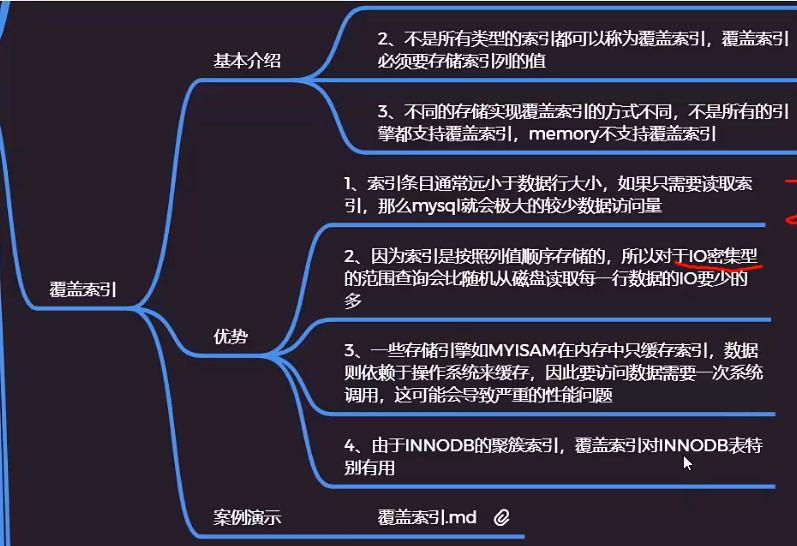 2、不是所有类型的索引都可以称为覆盖索引，覆盖索引
必须要存储索引列的值
基本介绍
3、不同的存储实现覆盖索引的方式不同，不是所有的引
擎都支持覆盖索引，memory不支持覆盖索引
1、索引条目通常远小于数据行大小，如果只需要读取索
引，那么mysql就会极大的较少数据访问量
2、因为索引是按照列值顺序存储的，所以对于IO密集型
的范围查询会比随机从磁盘读取每一行数据的IO要少的
多
覆盖索引
优势
3、一些存储引擎如MYISAM在内存中只缓存索引，数据
则依赖于操作系统来缓存，因此要访问数据需要一次系统
调用，这可能会导致严重的性能问题
4、由于INNODB的聚簇索引，覆盖索引对INNODB表特
别有用
案例演示
覆盖索引.md